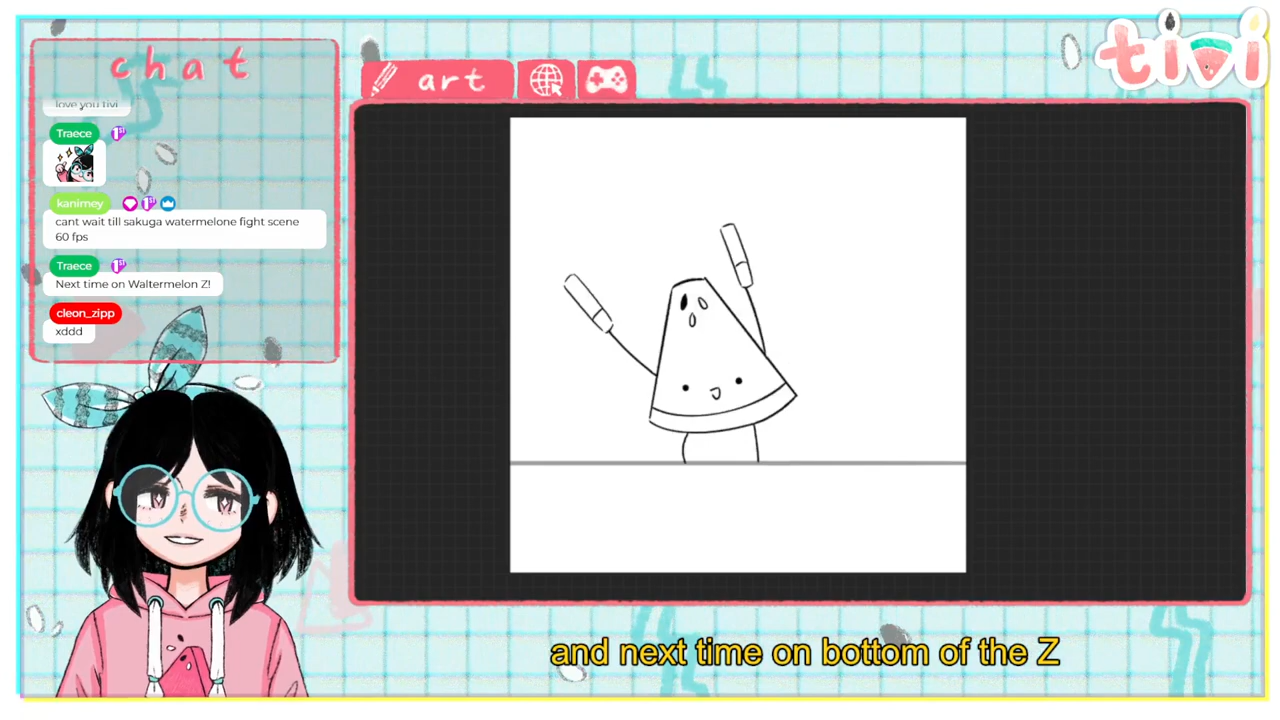 chat
love you tivi
Traece
cant wait till sakuga watermelone fight scene
60 fps
kanimey
Traece
Next time on Waltermelon Z!
cleon_zipp
xddd
art
tivi
and next time on bottom of the Z